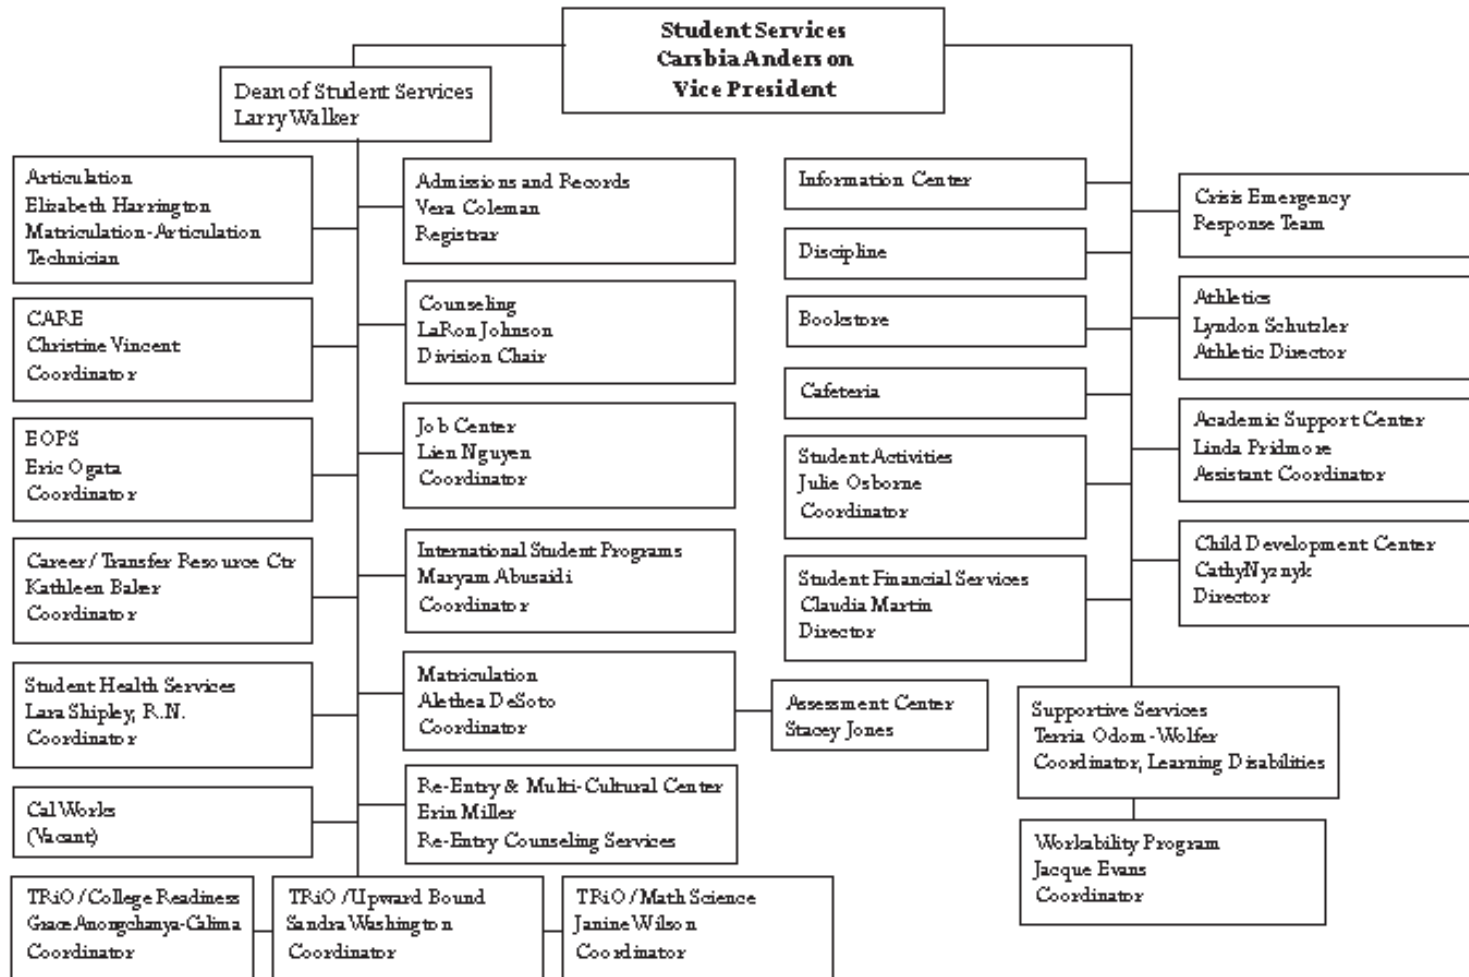 Student Services
Carsbia Anderson
Vice President
Dean of Student Services
Larry Walker
Articulation
Elizabeth Harrington
Matriculation-Articulation
Technician
Admissions and Records
Vera Coleman
Registrar
Information Center
Crisis Emergency
Response Team
Discipline
CARE
Christine Vincent
Coordinator
Counseling
LaRon Johnson
Division Chair
Bookstore
Athletics
Lyndon Schutzler
Athletic Director
Cafeteria
EOPS
Eric Ogata
Coordinator
Job Center
Lien Nguyen
Coordinator
Student Activities
Julie Osborne
Coordinator
Academic Support Center
Linda Pridmore
Assistant Coordinator
Career/ Transfer Resource Ctr
Kathleen Baker
Coordinator
International Student Programs
Maryam Abusaidi
Coordinator
Student Financial Services
Claudia Martin
Director
Child Development Center
CathyNyznyk
Director
Student Health Services
Lara Shipley, R.N.
Coordinator
Matriculation
Alethea DeSoto
Coordinator
Assessment Center
Stacey Jones
Supportive Services
Terria Odom-Wolfer
Coordinator, Learning Disabilities
Cal Works
(Vacant)
Re-Entry & Multi-Cultural Center
Erin Miller
Re-Entry Counseling Services
Workability Program
Jacque Evans
Coordinator
TRiO/College Readiness
Grace Anongchanya-Calima
Coordinator
TRiO/Upward Bound
Sandra Washington
Coordinator
TRiO/Math Science
Janine Wilson
Coordinator